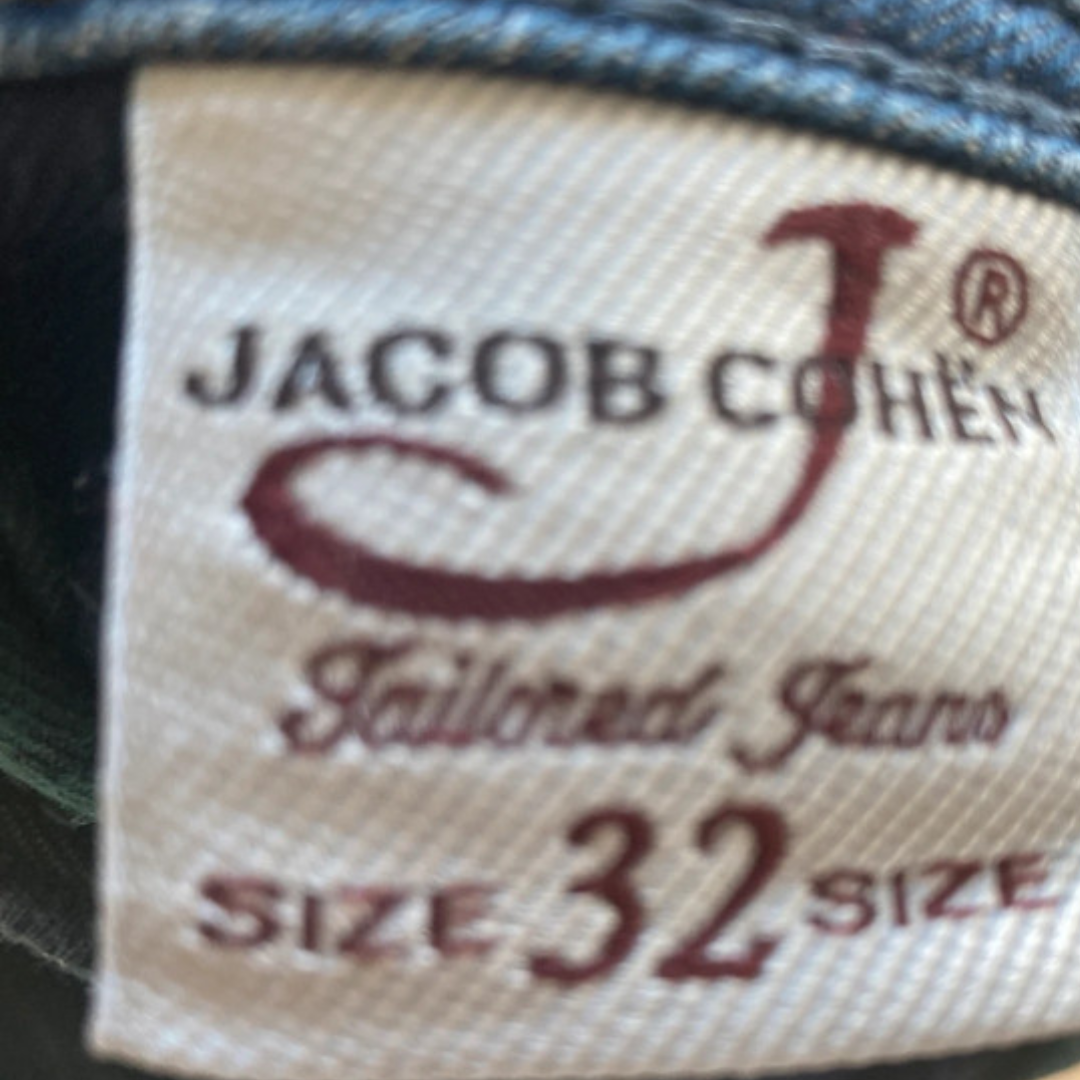 J®
JACOB COHËN
Tailored Jeans
SIZE 32 SIZE